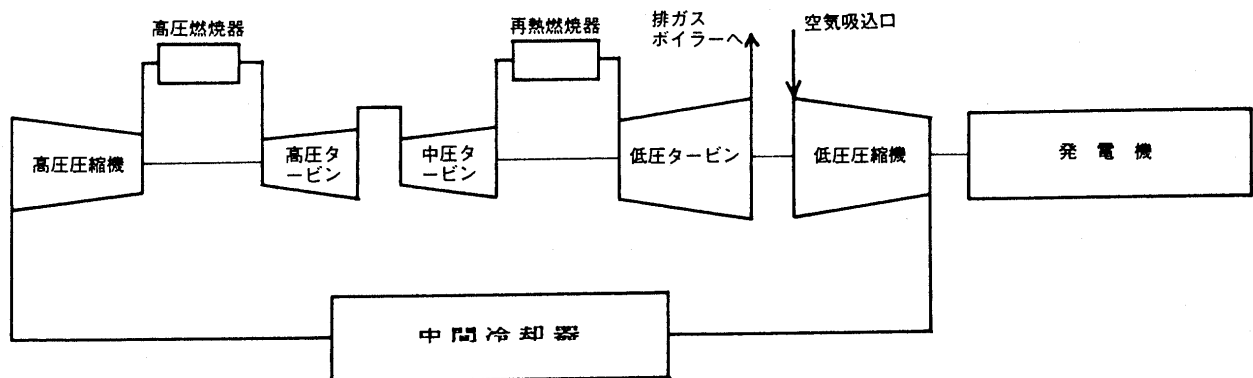 高圧燃焼器
再熱燃焼器
排ガス
ボイラーへ
空気吸込口
高圧圧縮機
高圧タ
ービン
中圧タ
ービン
低圧タービン
低圧圧縮機
発電機
中間冷却器